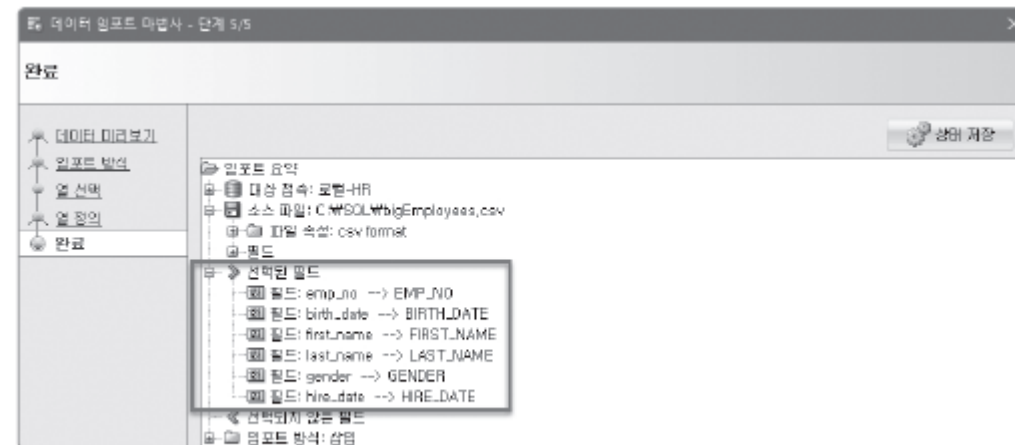 데이터 임포트 마법사 - 단계 5/5
완료
데이터 미리보기
임포트 방식
열 선택
열 정의
완료
상태 저장
임포트 요약
대상 접속: 로컬-HR
소스 파일: C:₩SQL₩bigEmployees.csv
파일 속성: csv format
필드
선택된 필드
필드: emp_no --> EMP_NO
필드: birth_date --> BIRTH_DATE
필드: first_name --> FIRST_NAME
필드: last_name --> LAST_NAME
필드: gender --> GENDER
필드: hire_date --> HIRE_DATE
선택되지 않은 필드
임포트 방식: 삽입